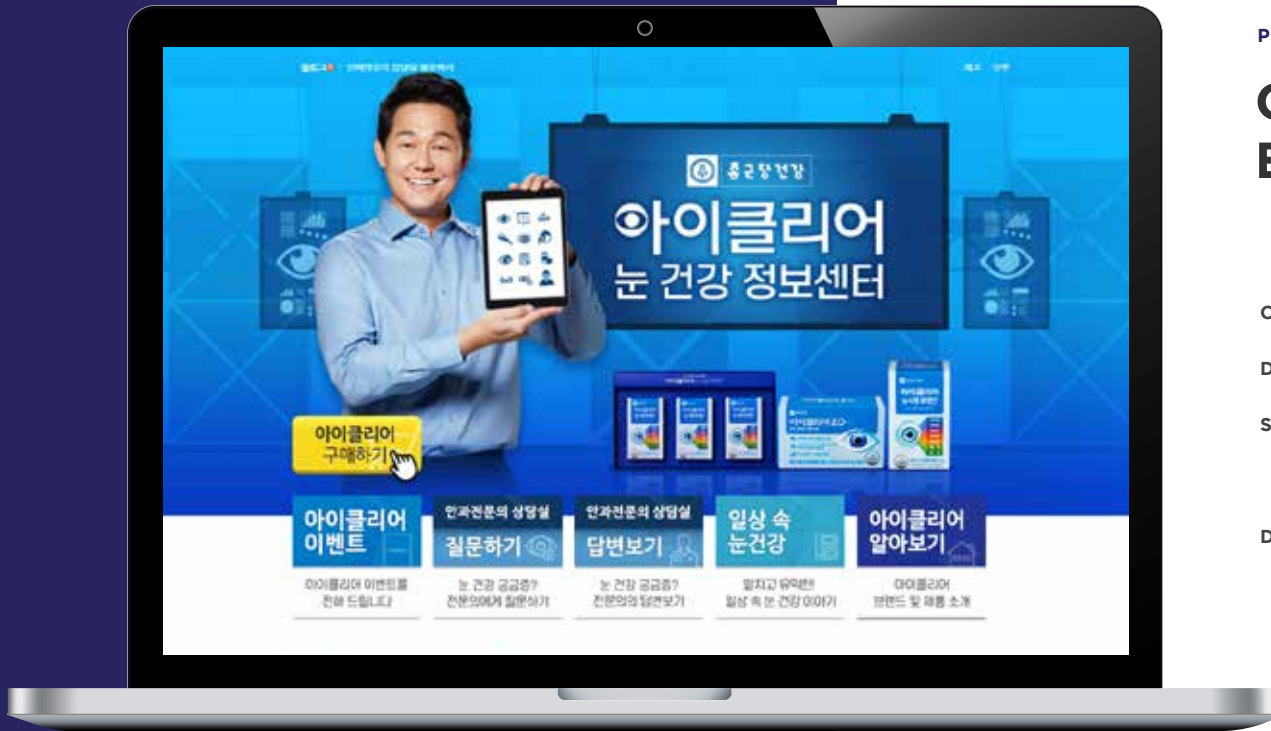 종근당건강
아이클리어
눈 건강 정보센터
아이클리어
구매하기
아이클리어
이벤트
안과전문의 상담실
질문하기
안과전문의 상담실
답변보기
일상 속
눈건강
아이클리어
알아보기
아이클리어 이벤트를
전해 드립니다
눈 건강 궁금증?
전문의에게 질문하기
눈 건강 궁금증?
전문의의 답변보기
알차고 유익한!
일상 속 눈 건강 이야기
아이클리어
브랜드 및 제품 소개
P
D
S
D